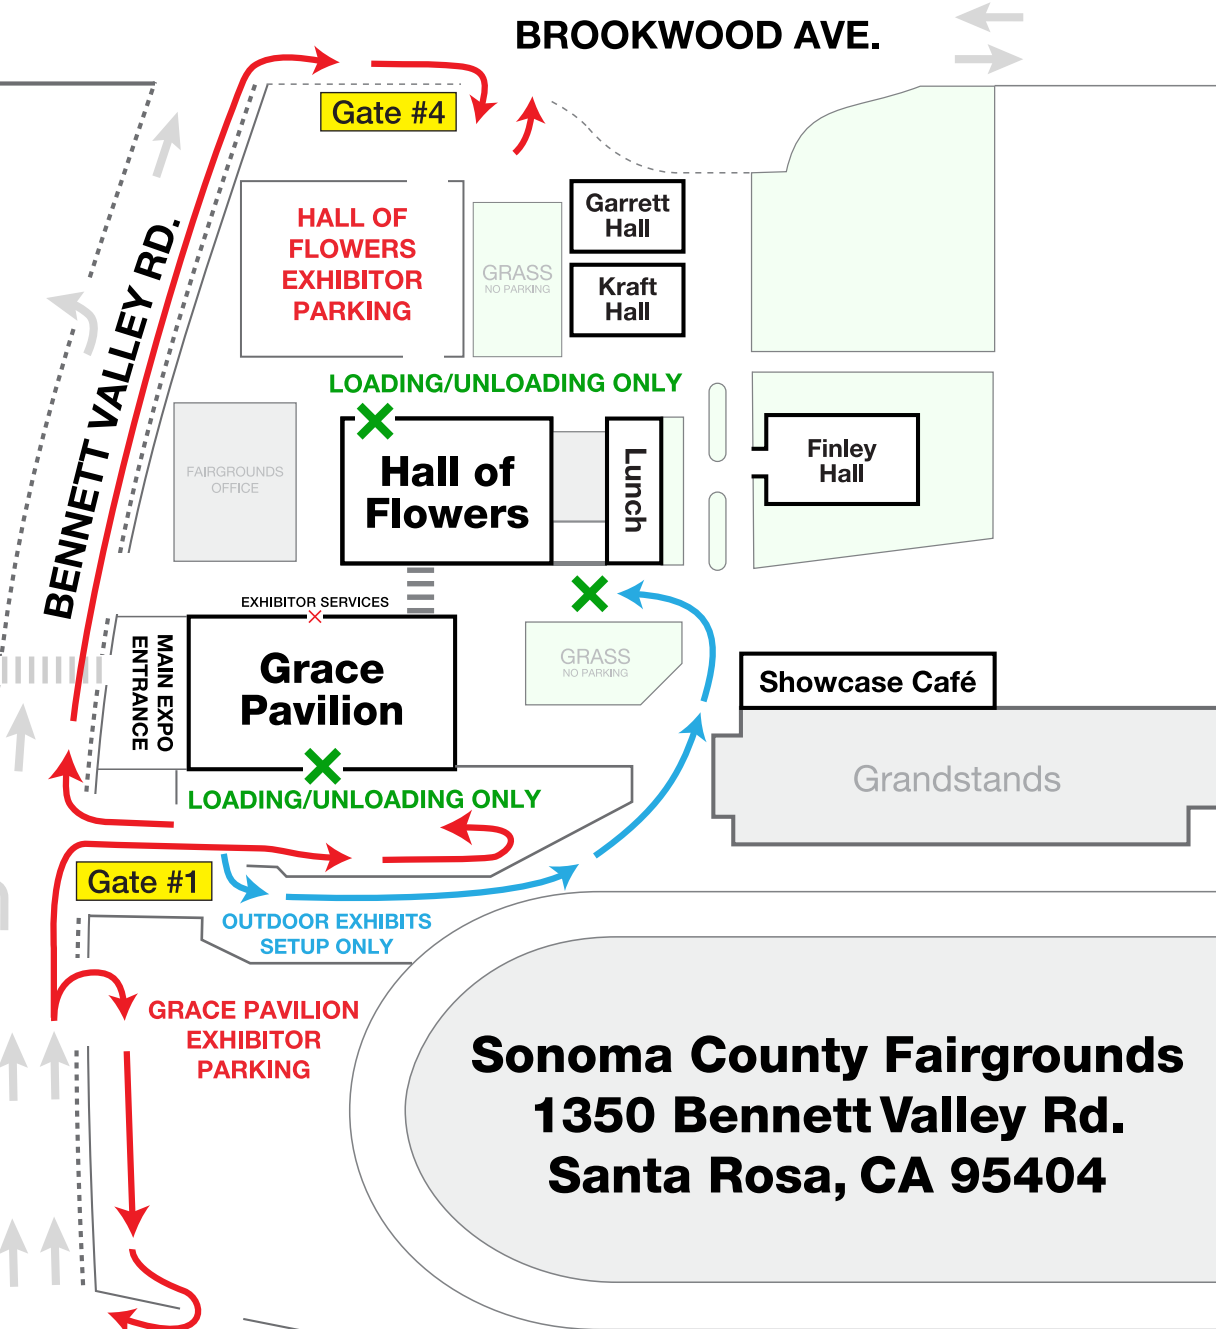 BROOKWOOD AVE.
Gate #4
BENNETT VALLEY RD.
HALL OF
FLOWERS
EXHIBITOR
PARKING
GRASS
NO PARKING
Garrett
Hall
Kraft
Hall
LOADING/UNLOADING ONLY
FAIRGROUNDS
OFFICE
Hall of
Flowers
Lunch
Finley
Hall
EXHIBITOR SERVICES
MAIN EXPO
ENTRANCE
Grace
Pavilion
GRASS
NO PARKING
Showcase Café
Grandstands
LOADING/UNLOADING ONLY
Gate #1
OUTDOOR EXHIBITS
SETUP ONLY
GRACE PAVILION
EXHIBITOR
PARKING
Sonoma County Fairgrounds
1350 Bennett Valley Rd.
Santa Rosa, CA 95404